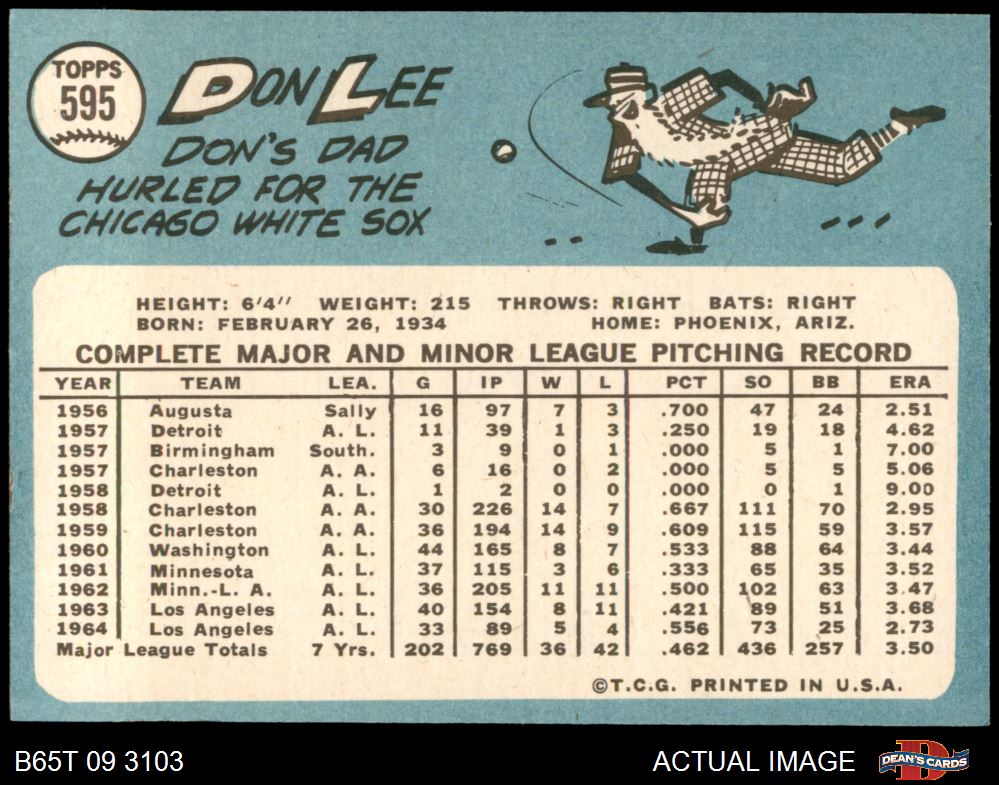 TOPPS
595
DON LEE
DON'S DAD
HURLED FOR THE
CHICAGO WHITE SOX
HEIGHT: 6'4" WEIGHT: 215 THROWS: RIGHT BATS: RIGHT
BORN: FEBRUARY 26, 1934 HOME: PHOENIX, ARIZ.
COMPLETE MAJOR AND MINOR LEAGUE PITCHING RECORD
YEAR TEAM LEA. G IP W L PCT SO BB ERA
1956 Augusta Sally 16 97 7 3 .700 47 24 2.51
1957 Detroit A. L. 11 39 1 3 .250 19 18 4.62
1957 Birmingham South. 3 9 0 1 .000 5 1 7.00
1957 Charleston A. A. 6 16 0 2 .000 5 5 5.06
1958 Detroit A. L. 1 2 0 0 .000 0 1 9.00
1958 Charleston A. A. 30 226 14 7 .667 111 70 2.95
1959 Charleston A. A. 36 194 14 9 .609 115 59 3.57
1960 Washington A. L. 44 165 8 7 .533 88 64 3.44
1961 Minnesota A. L. 37 115 3 6 .333 65 35 3.52
1962 Minn.-L. A. A. L. 36 205 11 11 .500 102 63 3.47
1963 Los Angeles A. L. 40 154 8 11 .421 89 51 3.68
1964 Los Angeles A. L. 33 89 5 4 .556 73 25 2.73
Major League Totals 7 Yrs. 202 769 36 42 .462 436 257 3.50
©T.C.G. PRINTED IN U.S.A.
B65T 09 3103 ACTUAL IMAGE DEAN'S CARDS